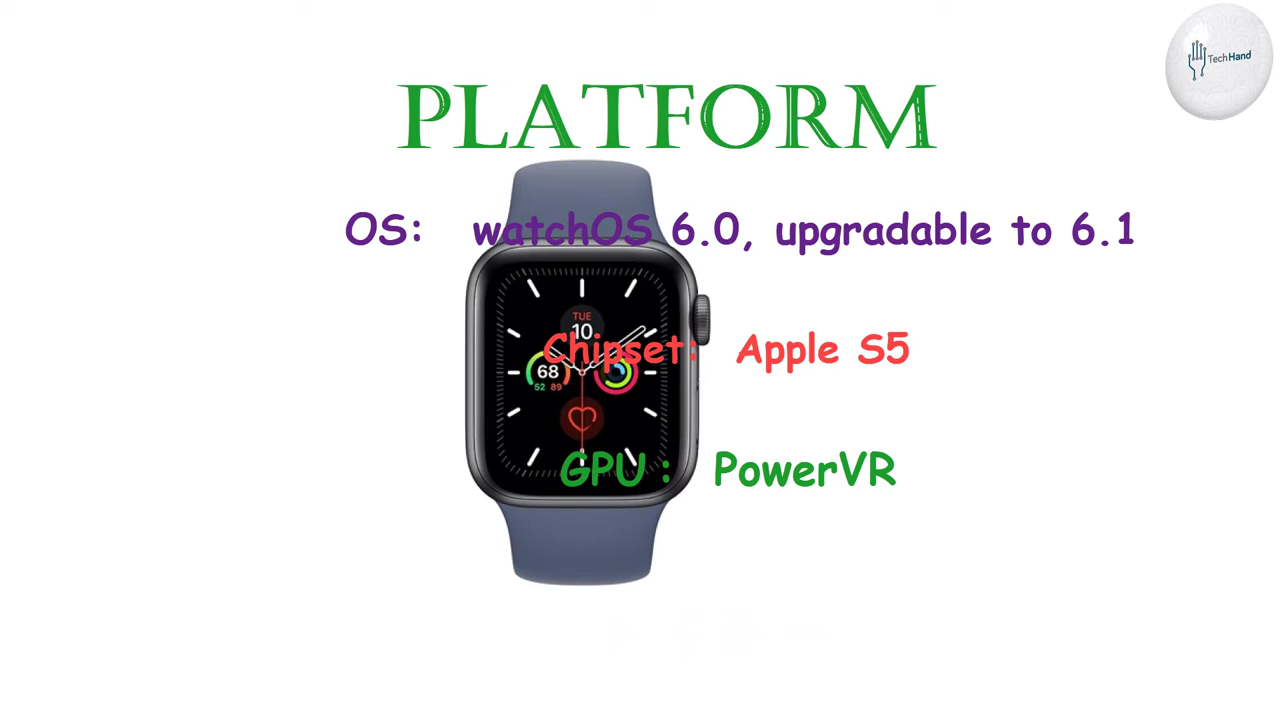 TechHand
PLATFORM
OS: watchOS 6.0, upgradable to 6.1
TUE
10
Chipset: Apple S5
68
52 89
GPU : PowerVR